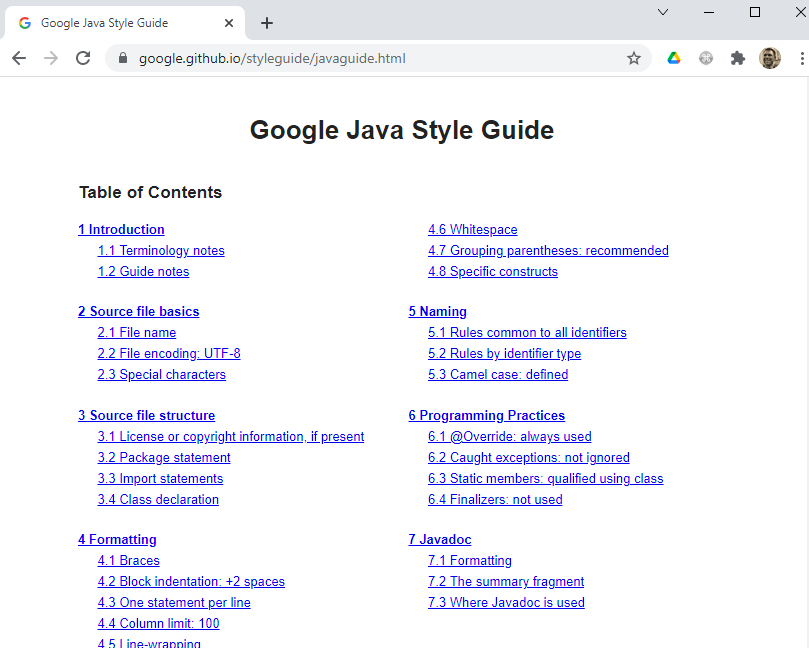 Google Java Style Guide
google.github.io/styleguide/javaguide.html
Google Java Style Guide
Table of Contents
1 Introduction
1.1 Terminology notes
1.2 Guide notes
2 Source file basics
2.1 File name
2.2 File encoding: UTF-8
2.3 Special characters
3 Source file structure
3.1 License or copyright information, if present
3.2 Package statement
3.3 Import statements
3.4 Class declaration
4 Formatting
4.1 Braces
4.2 Block indentation: +2 spaces
4.3 One statement per line
4.4 Column limit: 100
4.5 Line-wrapping
4.6 Whitespace
4.7 Grouping parentheses: recommended
4.8 Specific constructs
5 Naming
5.1 Rules common to all identifiers
5.2 Rules by identifier type
5.3 Camel case: defined
6 Programming Practices
6.1 @Override: always used
6.2 Caught exceptions: not ignored
6.3 Static members: qualified using class
6.4 Finalizers: not used
7 Javadoc
7.1 Formatting
7.2 The summary fragment
7.3 Where Javadoc is used